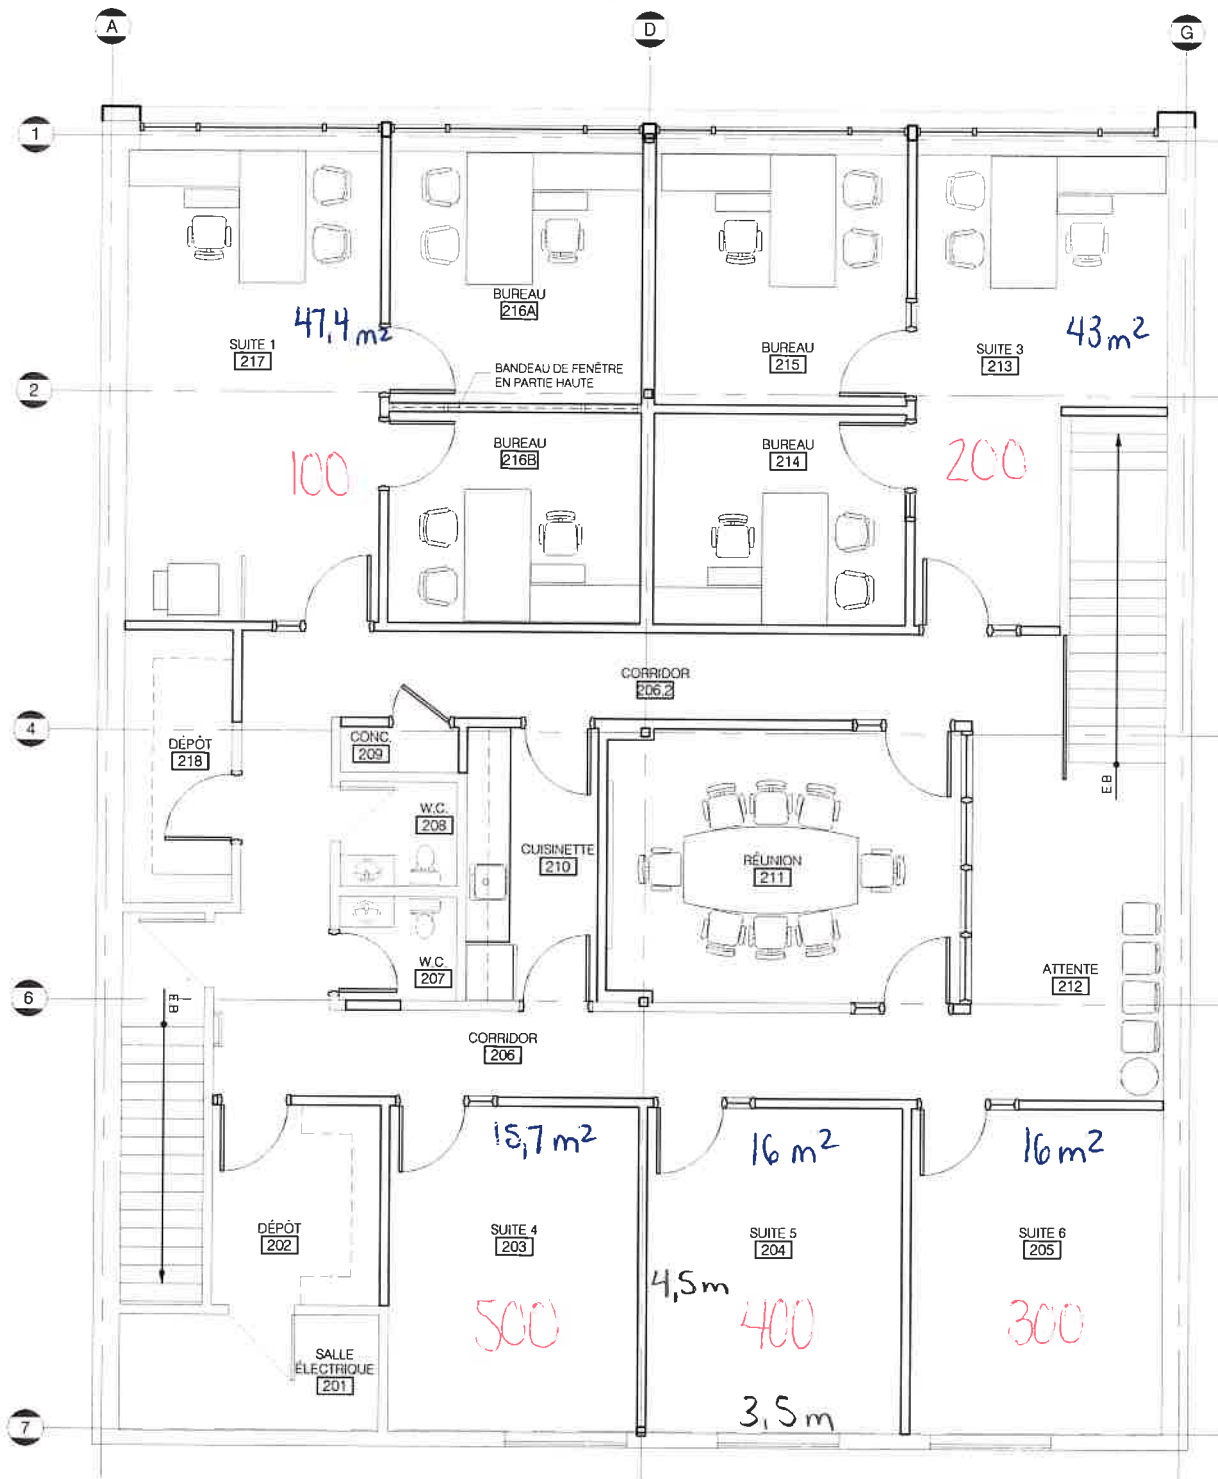 A
D
G
1
BUREAU
216A
47,4 m²
43 m²
SUITE 1
217
BUREAU
215
SUITE 3
213
2
BANDEAU DE FENÊTRE
EN PARTIE HAUTE
BUREAU
216B
BUREAU
214
100
200
CORRIDOR
206.2
4
DÉPÔT
218
CONC.
209
W.C.
208
CUISINETTE
210
RÉUNION
211
EB
W.C
207
ATTENTE
212
6
EB
CORRIDOR
206
15,7 m²
16 m²
16 m²
DÉPÔT
202
SUITE 4
203
SUITE 5
204
SUITE 6
205
4,5m
500
400
300
SALLE
ÉLECTRIQUE
201
3,5m
7